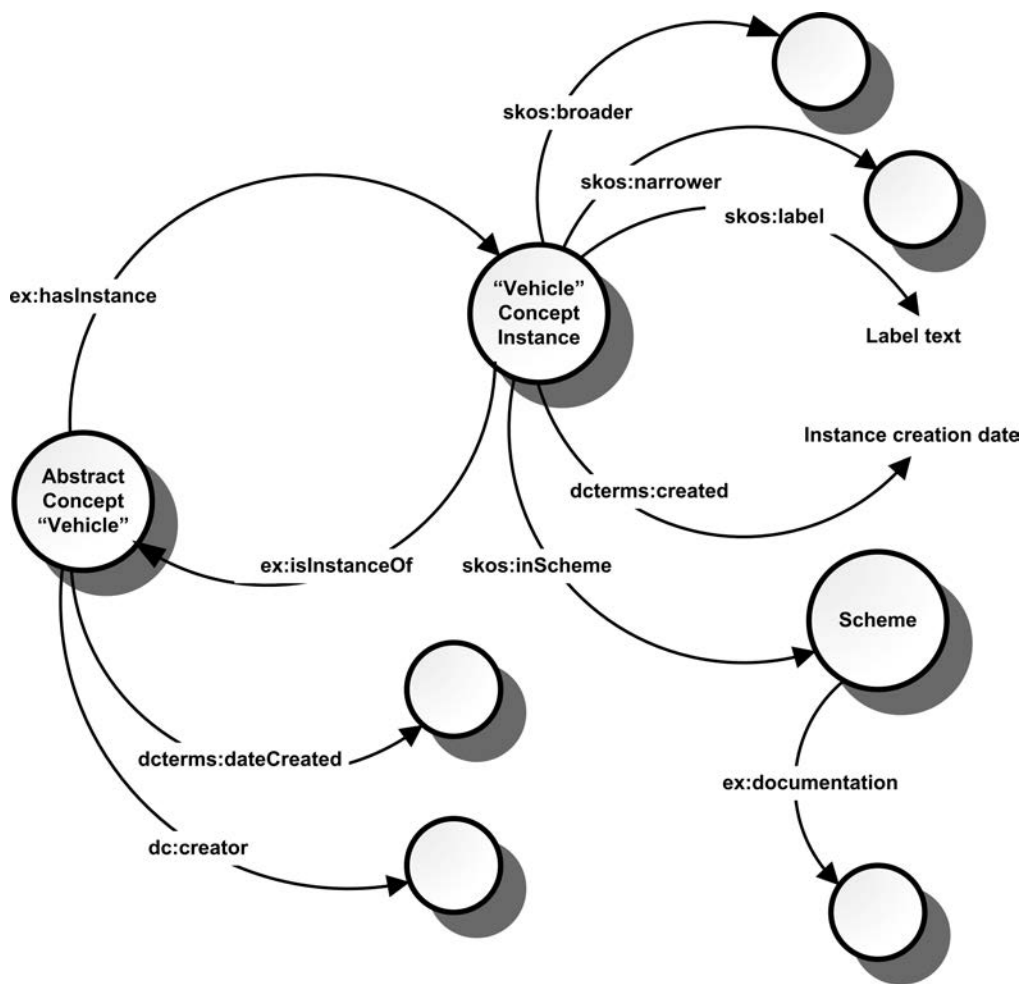 skos:broader
skos:narrower
skos:label
ex:hasInstance
“Vehicle”
Concept
Instance
Label text
Instance creation date
Abstract
Concept
“Vehicle”
dcterms:created
ex:isInstanceOf
skos:inScheme
Scheme
dcterms:dateCreated
ex:documentation
dc:creator